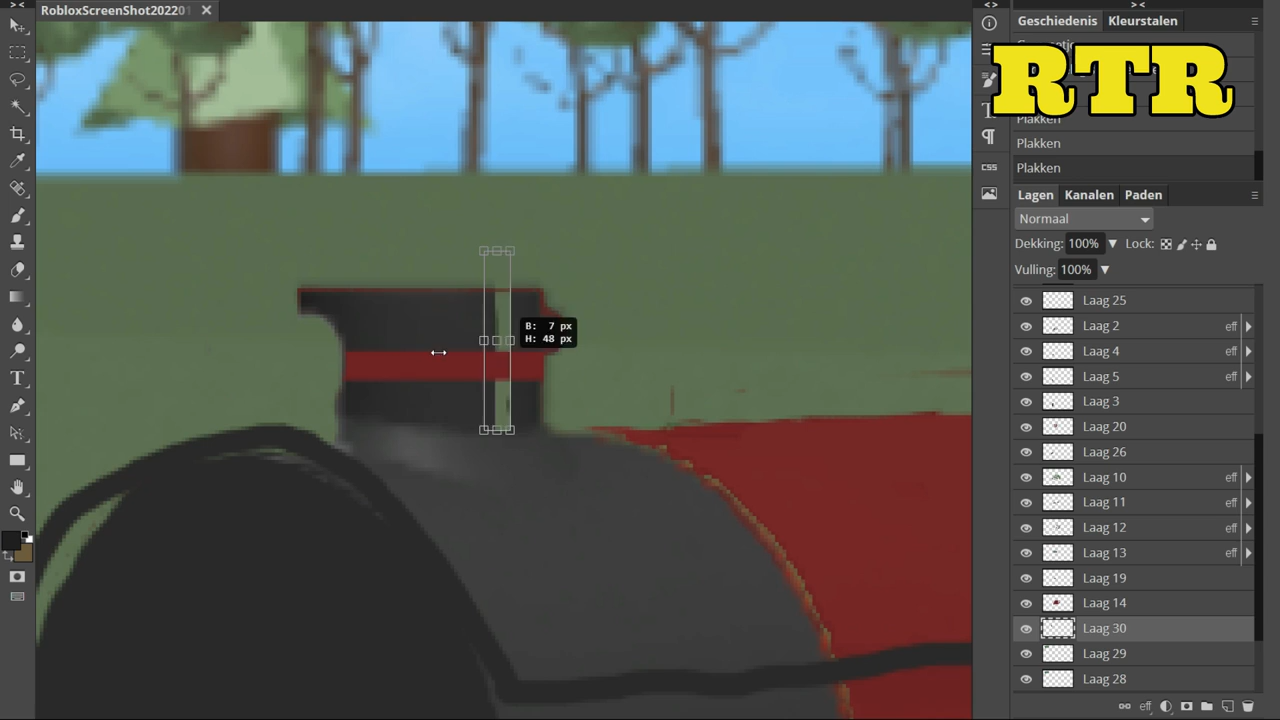 RobloxScreenShot20220
Geschiedenis
Kleurstalen
RTR
Plakken
Plakken
Plakken
Lagen
Kanalen
Paden
Normaal
Dekking: 100%
Lock:
Vulling: 100%
CSS
B: 7 px
H: 48 px
Laag 25
Laag 2 eff
Laag 4 eff
Laag 5 eff
Laag 3
Laag 20
Laag 26
Laag 10 eff
Laag 11 eff
Laag 12 eff
Laag 13 eff
Laag 19
Laag 14
Laag 30
Laag 29
Laag 28
eff